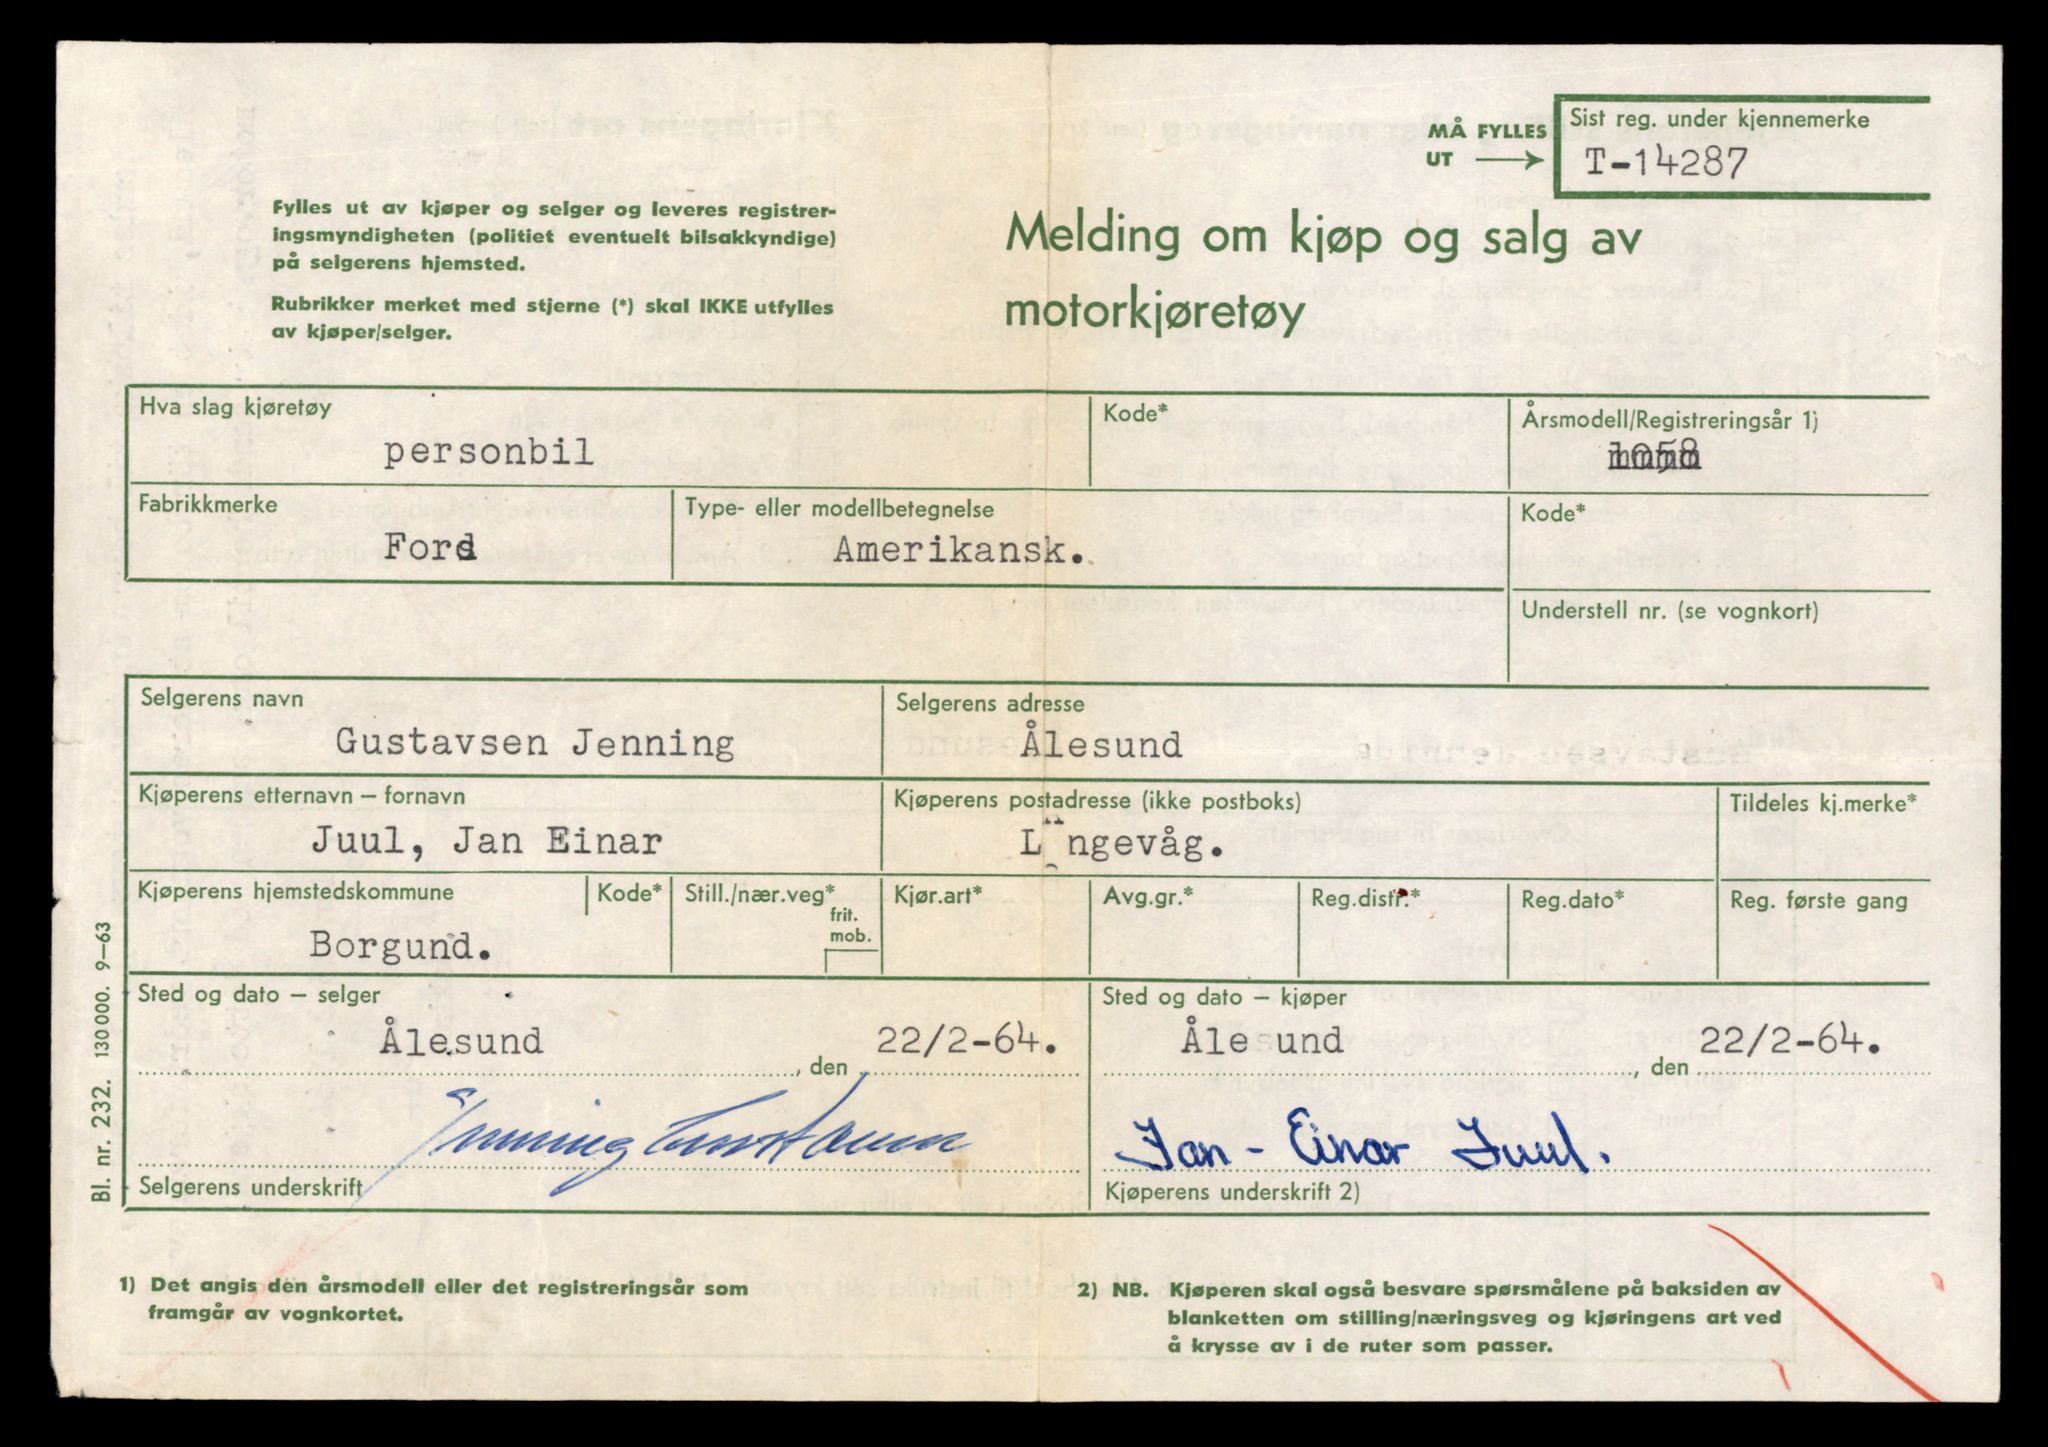 MÅ FYLLES
UT
Sist reg. under kjennemerke
T-14287
Fylles ut av kjøper og selger og leveres registrer-
ingsmyndigheten (politiet eventuelt bilsakkyndige)
på selgerens hjemsted.
Rubrikker merket med stjerne (*) skal IKKE utfylles
av kjøper/selger.
Melding om kjøp og salg av
motorkjøretøy
Hva slag kjøretøy
personbil
Kode*
Årsmodell/Registreringsår 1)
Fabrikkmerke
Ford
Type- eller modellbetegnelse
Amerikansk.
Kode*
Understell nr. (se vognkort)
Selgerens navn
Gustavsen Jenning
Selgerens adresse
Ålesund
Kjøperens etternavn – fornavn
Juul, Jan Einar
Kjøperens postadresse (ikke postboks)
Tildeles kj.merke*
Kjøperens hjemstedskommune
Borgund.
Kode*
Still./nær.veg*
frit.
mob.
Kjør.art*
Avg.gr.*
Reg.distr.*
Reg.dato*
Reg. første gang
Sted og dato – selger
Ålesund , den 22/2-64.
Jenning Gustavsen
Selgerens underskrift
Sted og dato – kjøper
Ålesund , den 22/2-64.
Jan - Einar Juul.
Kjøperens underskrift 2)
Bl. nr. 232. 130 000. 9–63
1) Det angis den årsmodell eller det registreringsår som
framgår av vognkortet.
2) NB. Kjøperen skal også besvare spørsmålene på baksiden av
blanketten om stilling/næringsveg og kjøringens art ved
å krysse av i de ruter som passer.